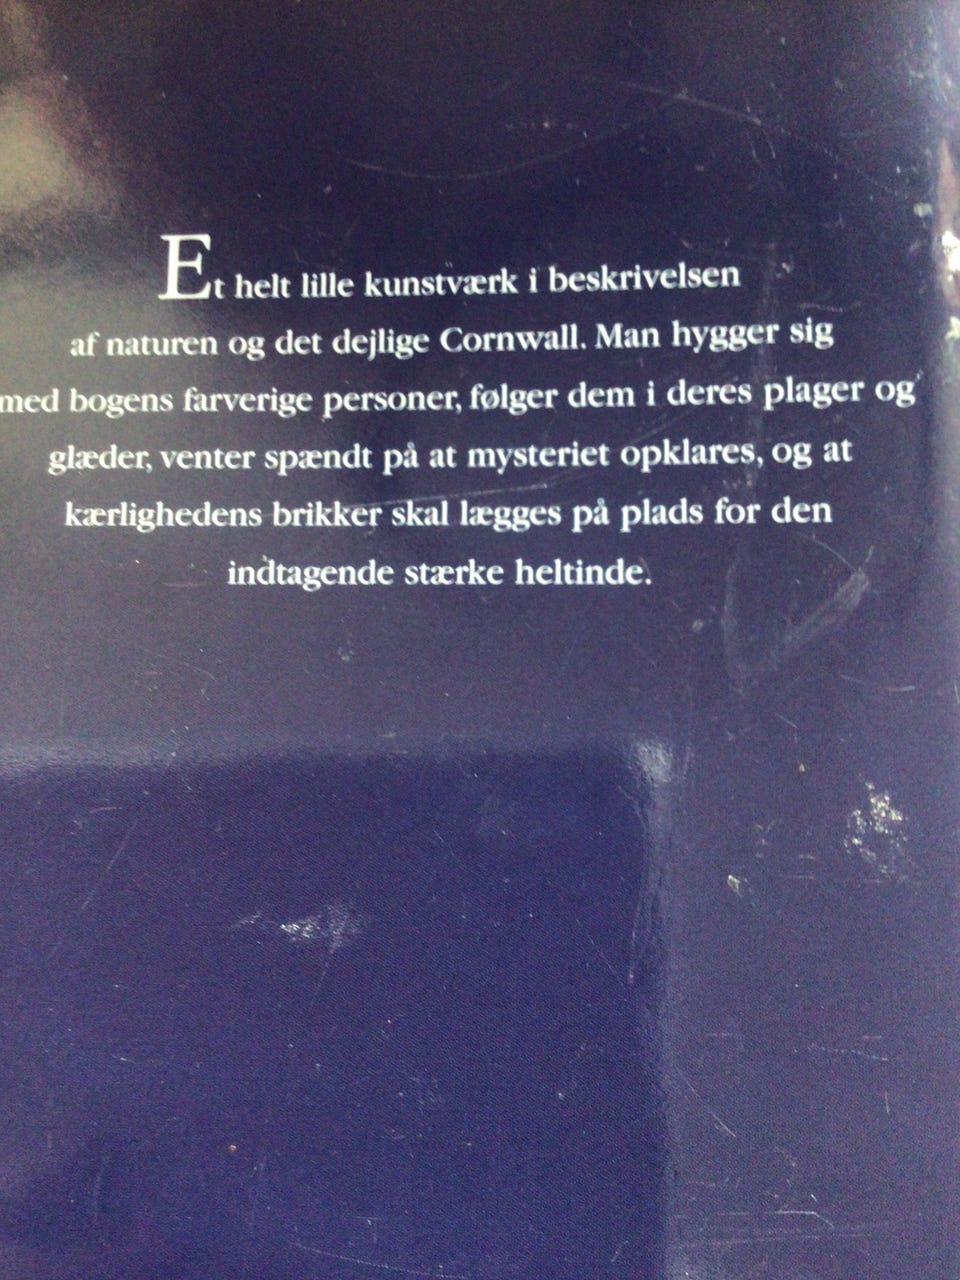 Et helt lille kunstværk i beskrivelsen
af naturen og det dejlige Cornwall. Man hygger sig
med bogens farverige personer, følger dem i deres plager og
glæder, venter spændt på at mysteriet opklares, og at
kærlighedens brikker skal lægges på plads for den
indtagende stærke heltinde.